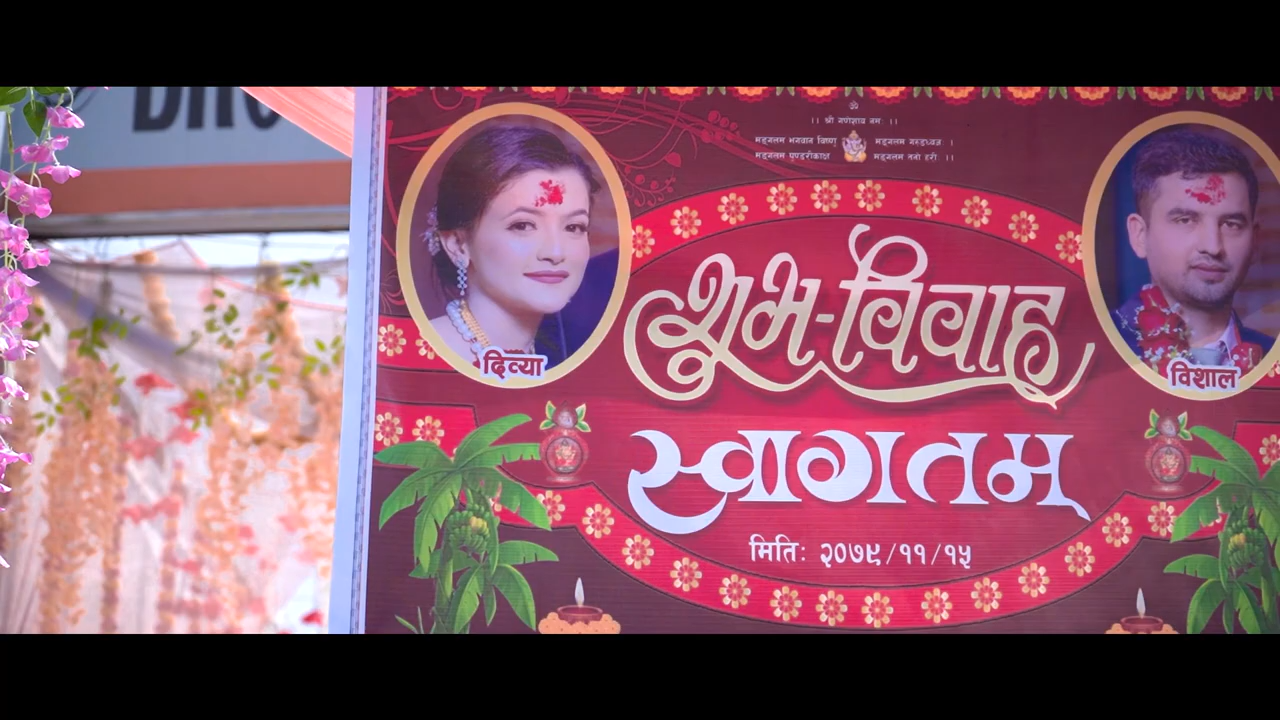 ॐ
।। श्री गणेशाय नमः ।।
मङ्गलम भगवान विष्णु मङ्गलम गरुडध्वज ।
मङ्गलम पुण्डरीकाक्ष मङ्गलम तनो हरी ।।
शुभ-विवाह
दिव्या
विशाल
स्वागतम्
मितिः २०७९/११/१५